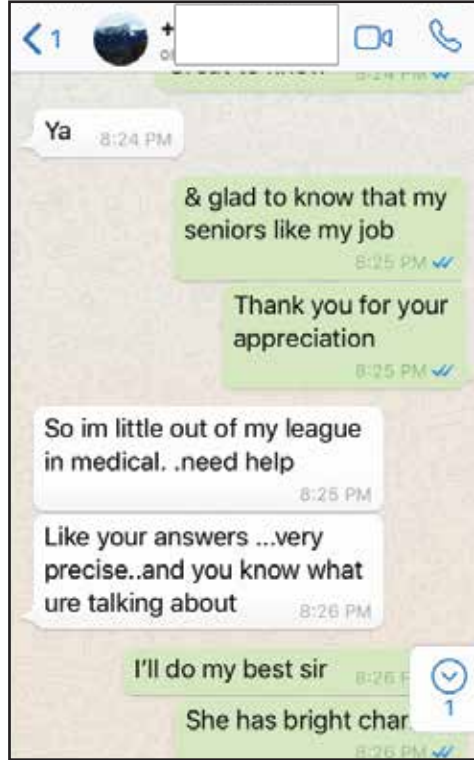 1
+
Ya 8:24 PM
& glad to know that my
seniors like my job
8:25 PM
Thank you for your
appreciation
8:25 PM
So im little out of my league
in medical. .need help
8:25 PM
Like your answers ...very
precise..and you know what
ure talking about 8:26 PM
I'll do my best sir 8:26
1
She has bright char
8:26 PM